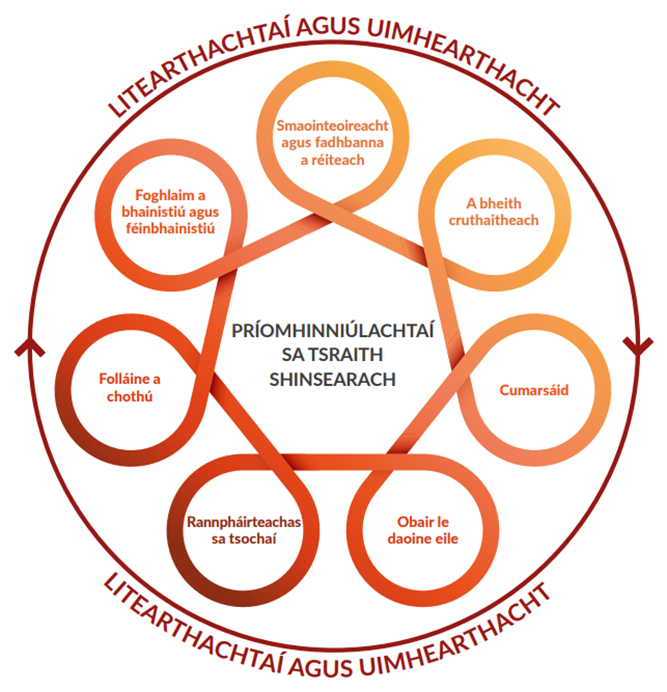 LITEARTHACHTAÍ AGUS UIMHEARTHACHT
Smaointeoireacht
agus fadhbanna
a réiteach
A bheith
cruthaitheach
Cumarsáid
Obair le
daoine eile
Rannpháirteachas
sa tsochaí
Folláine a
chothú
Foghlaim a
bhainistiú agus
féinbhainistiú
PRÍOMHINNIÚLACHTAÍ
SA TSRAITH
SHINSEARACH
LITEARTHACHTAÍ AGUS UIMHEARTHACHT